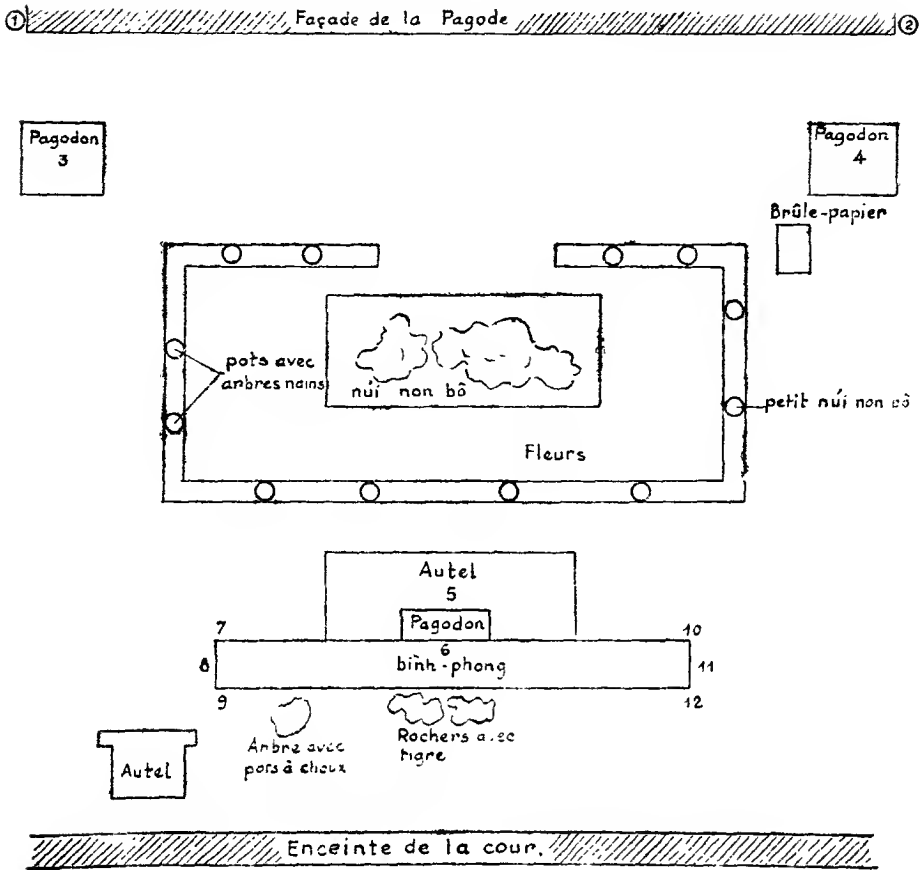 ① Façade de la Pagode ②
Pagodon
3
Pagodon
4
Brûle-papier
pots avec
arbres nains
núi non bô
petit núi non bô
Fleurs
Autel
5
Pagodon
7
10
6
8
bình-phong
11
9
12
Arbre avec
pots à chaux
Rochers avec
tigre
Autel
Enceinte de la cour.